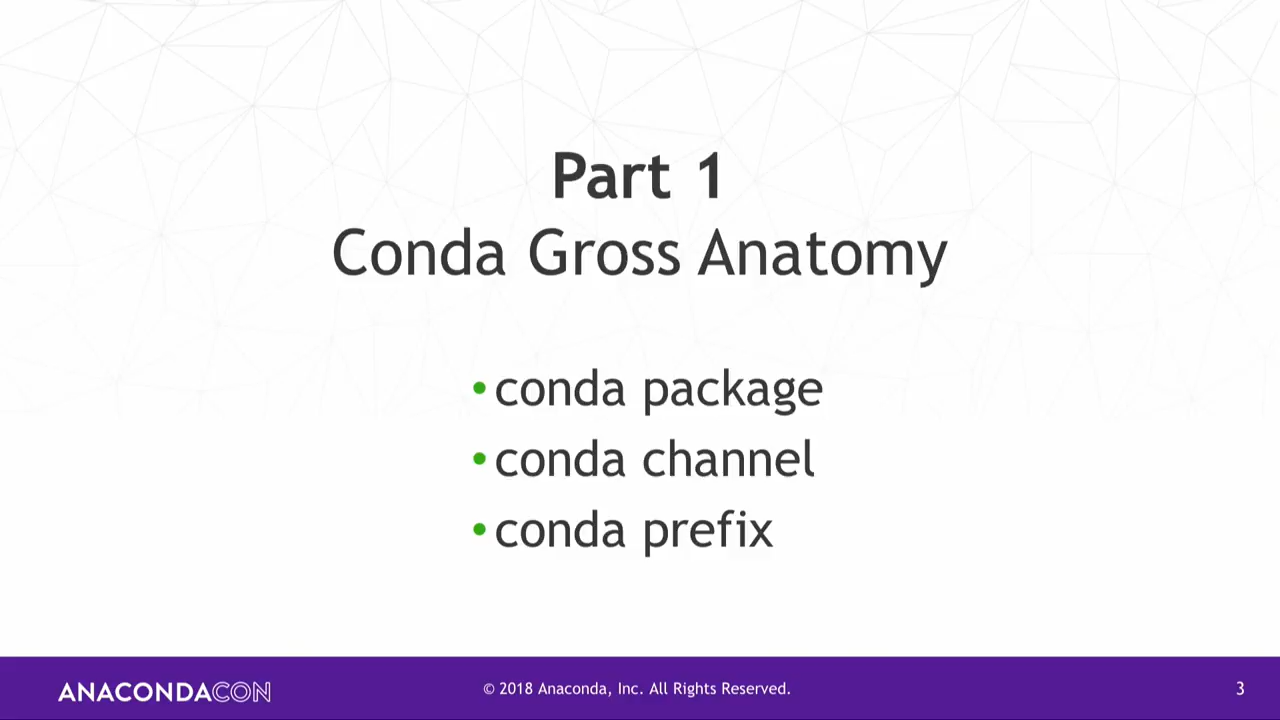 Part 1
Conda Gross Anatomy
• conda package
• conda channel
• conda prefix
ANACONDACON
© 2018 Anaconda, Inc. All Rights Reserved.
3